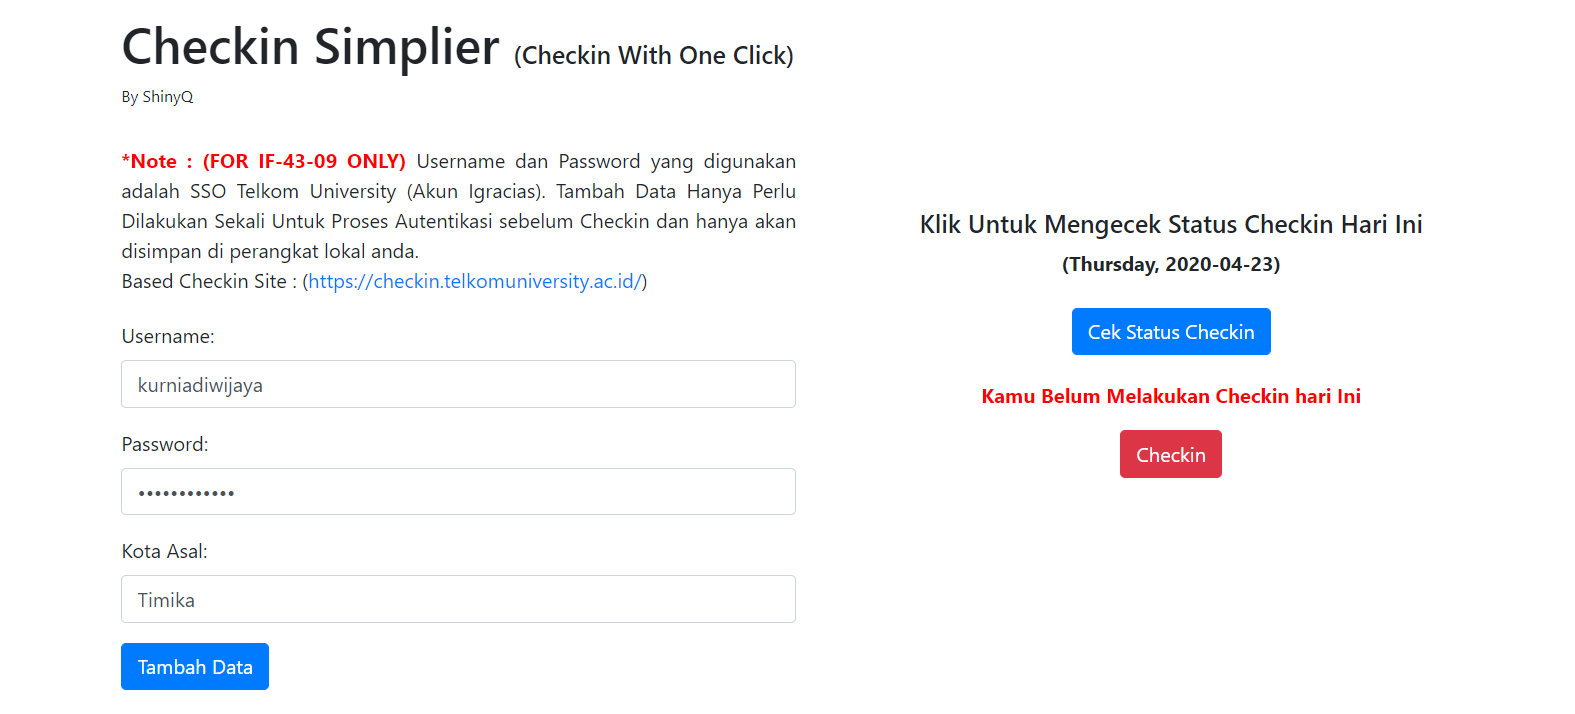 Checkin Simplier (Checkin With One Click)
By ShinyQ
*Note : (FOR IF-43-09 ONLY) Username dan Password yang digunakan
adalah SSO Telkom University (Akun Igracias). Tambah Data Hanya Perlu
Dilakukan Sekali Untuk Proses Autentikasi sebelum Checkin dan hanya akan
disimpan di perangkat lokal anda.
Based Checkin Site : (https://checkin.telkomuniversity.ac.id/)
Username:
kurniadiwijaya
Password:
••••••••••••
Kota Asal:
Timika
Tambah Data
Klik Untuk Mengecek Status Checkin Hari Ini
(Thursday, 2020-04-23)
Cek Status Checkin
Kamu Belum Melakukan Checkin hari Ini
Checkin